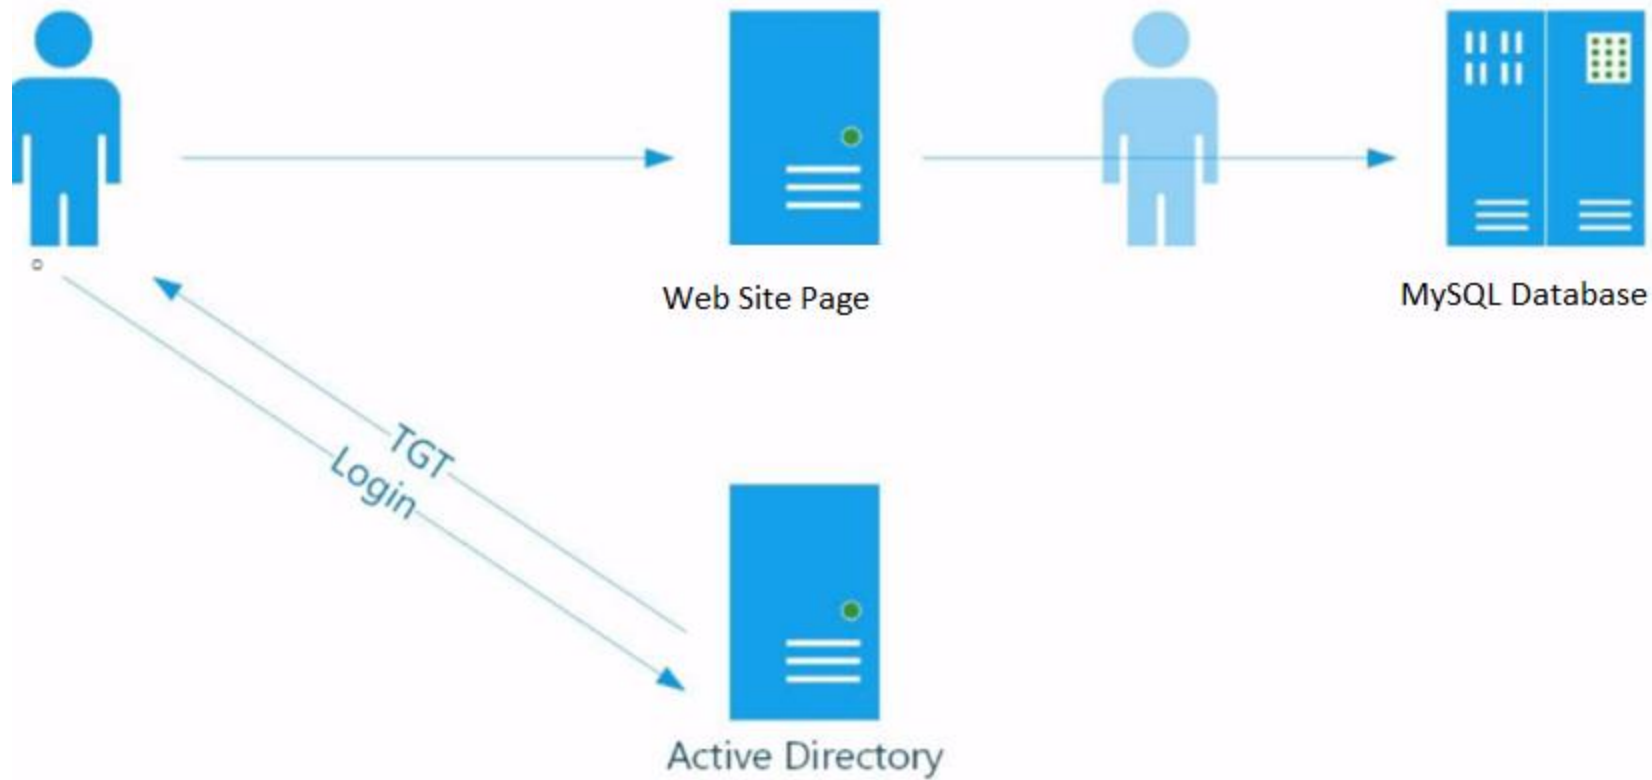 Web Site Page
MySQL Database
TGT
Login
Active Directory